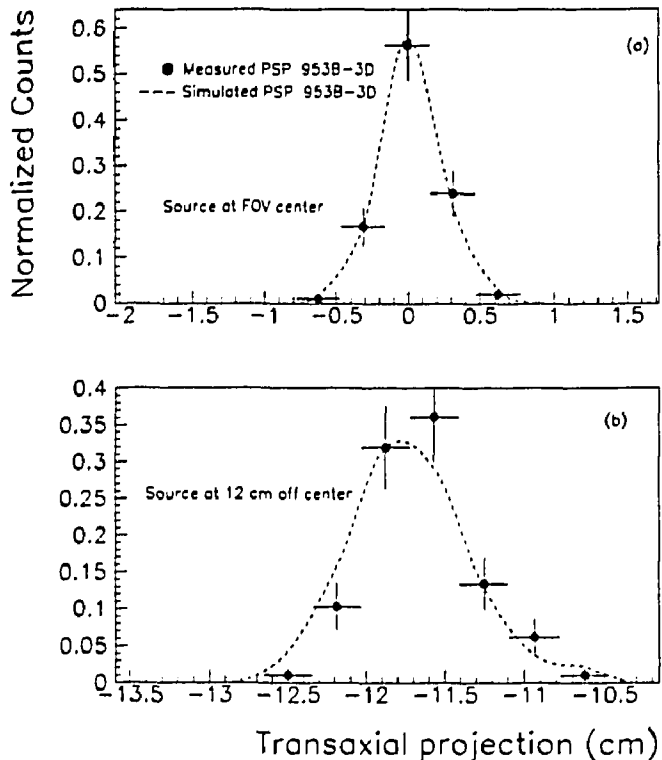 Normalized Counts
0.6
0.5
0.4
0.3
0.2
0.1
0
(a)
Measured PSP 953B-3D
Simulated PSP 953B-3D
Source at FOV center
-2 -1.5 -1 -0.5 0 0.5 1 1.5
0.4
0.35
0.3
0.25
0.2
0.15
0.1
0.05
0
(b)
Source at 12 cm off center
-13.5 -13 -12.5 -12 -11.5 -11 -10.5
Transaxial projection (cm)